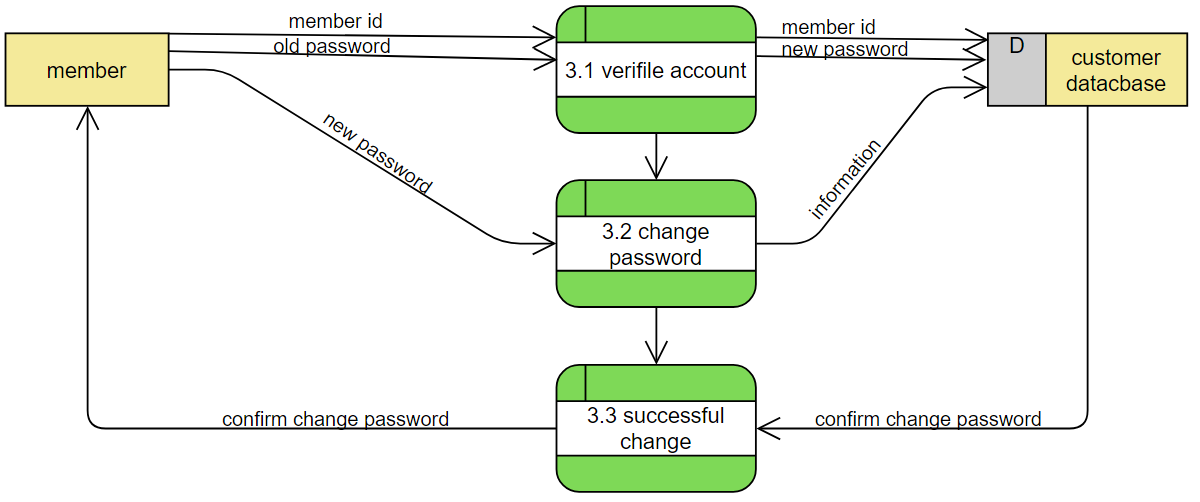 member id
old password
member
new password
3.1 verifile account
member id
new password
D
customer
datacbase
3.2 change
password
information
3.3 successful
change
confirm change password
confirm change password